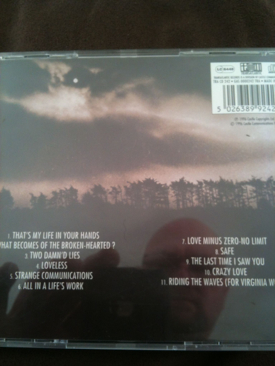 5 026389 9242
1. THAT'S MY LIFE IN YOUR HANDS
WHAT BECOMES OF THE BROKEN-HEARTED ?
3. TWO DAMN'D LIES
4. LOVELESS
5. STRANGE COMMUNICATIONS
6. ALL IN A LIFE'S WORK
7. LOVE MINUS ZERO-NO LIMIT
8. SAFE
9. THE LAST TIME I SAW YOU
10. CRAZY LOVE
11. RIDING THE WAVES (FOR VIRGINIA W